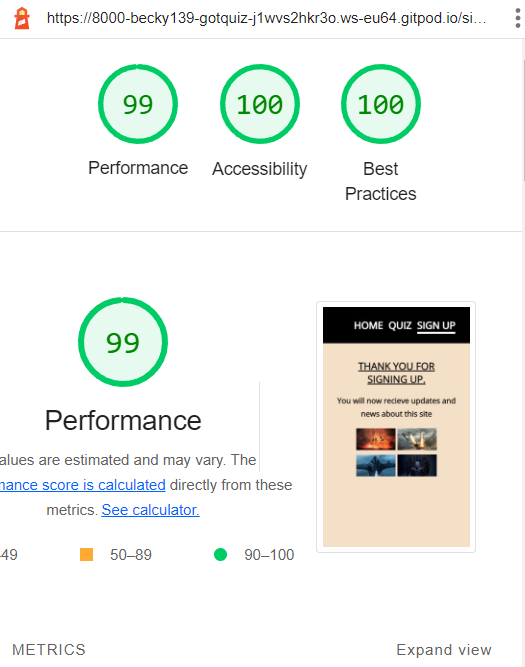 https://8000-becky139-gotquiz-j1wvs2hkr3o.ws-eu64.gitpod.io/si...
99
100
100
Performance
Accessibility
Best
Practices
99
Performance
alues are estimated and may vary. The
mance score is calculated directly from these
metrics. See calculator.
-49
50–89
90–100
HOME QUIZ SIGN UP
THANK YOU FOR
SIGNING UP.
You will now recieve updates and
news about this site
METRICS
Expand view